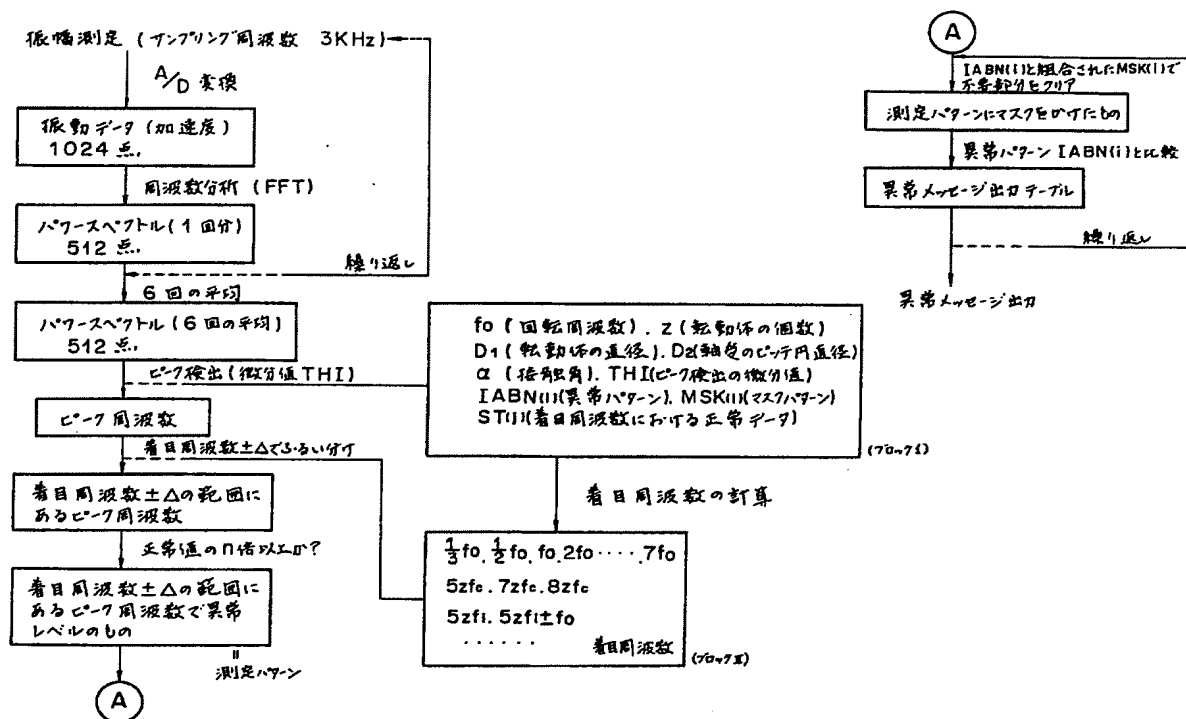 振幅測定 (サンプリング周波数 3KHz)
A/D 変換
振動データ (加速度)
1024 点.
周波数分析 (FFT)
パワースペクトル (1 回分)
512 点.
繰り返し
6 回の平均
パワースペクトル (6 回の平均)
512 点.
ピーク検出 (微分値 THI)
ピーク周波数
着目周波数±Δでふるい分け
着目周波数±Δの範囲に
あるピーク周波数
正常値のn倍以上か?
着目周波数±Δの範囲に
あるピーク周波数で異常
レベルのもの
=
測定パターン
A
fo (回転周波数). Z (転動体の個数)
D1 (転動体の直径). D2(軸受のピッチ円直径)
α (接触角). THI(ピーク検出の微分値)
IABN(i)(異常パターン). MSK(i)(マスクパターン)
ST(i)(着目周波数における正常データ)
(ブロックI)
着目周波数の計算
1/3 fo. 1/2 fo. fo. 2fo ‥‥. 7fo
5zfc. 7zfc. 8zfc
5zfi. 5zfi±fo
‥‥‥ 着目周波数
(ブロックII)
A
IABN(i)と組合されたMSK(i)で
不要部分をクリア
測定パターンにマスクをかけたもの
異常パターン IABN(i)と比較
異常メッセージ出力テーブル
繰り返し
異常メッセージ出力